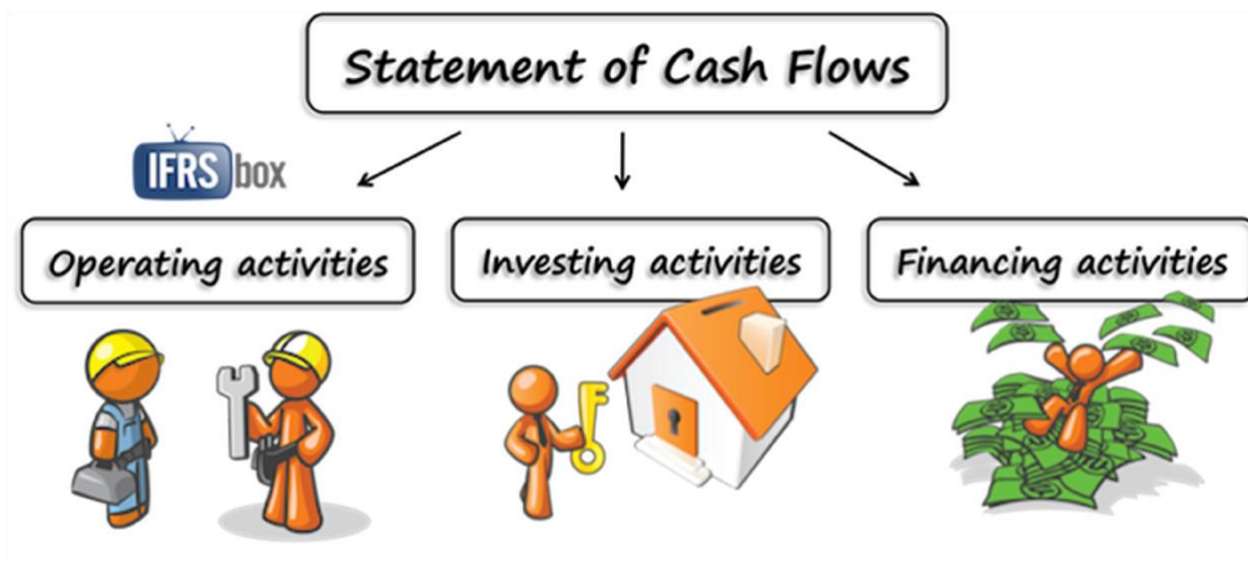 Statement of Cash Flows
IFRS box
Operating activities
Investing activities
Financing activities